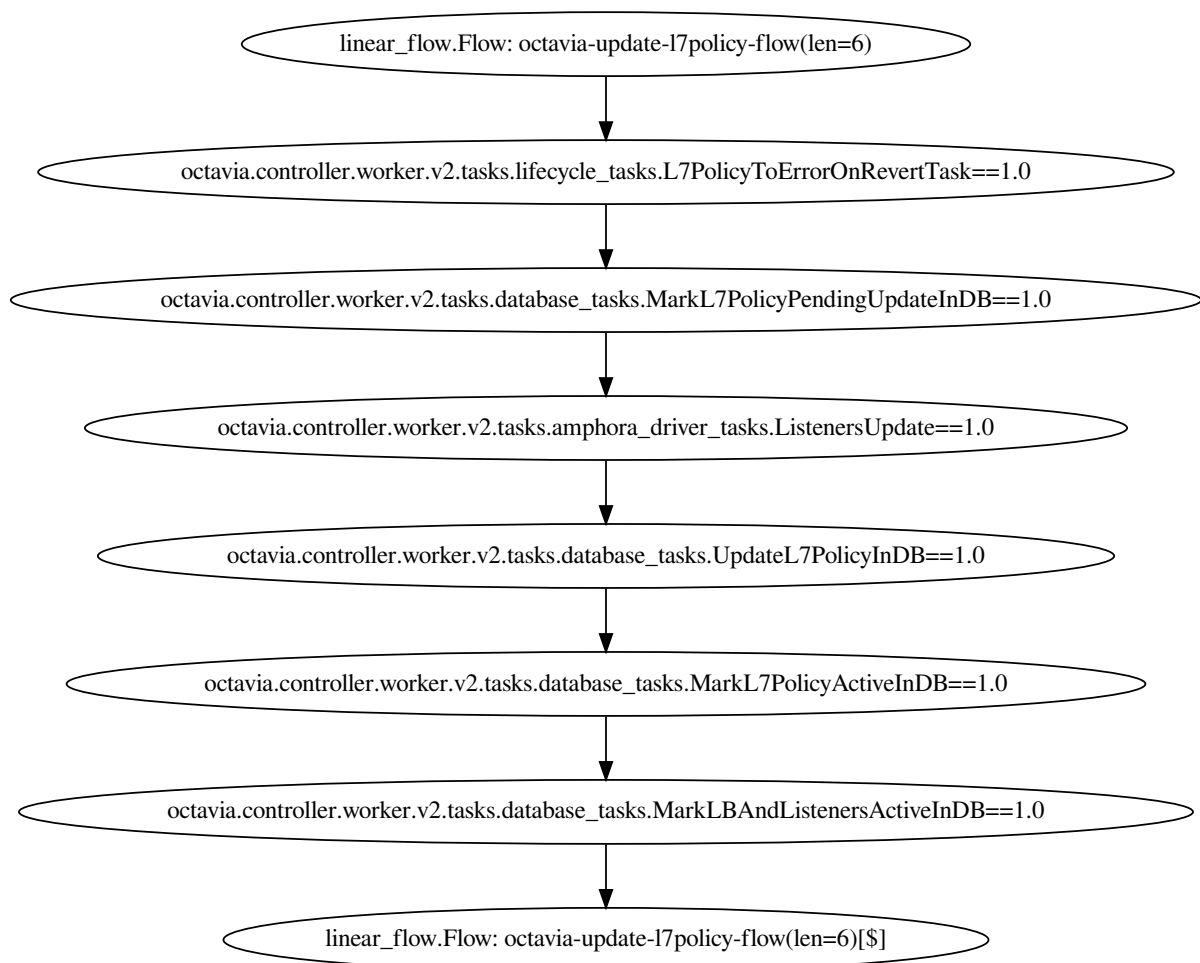 linear_flow.Flow: octavia-update-l7policy-flow(len=6)
octavia.controller.worker.v2.tasks.lifecycle_tasks.L7PolicyToErrorOnRevertTask==1.0
octavia.controller.worker.v2.tasks.database_tasks.MarkL7PolicyPendingUpdateInDB==1.0
octavia.controller.worker.v2.tasks.amphora_driver_tasks.ListenersUpdate==1.0
octavia.controller.worker.v2.tasks.database_tasks.UpdateL7PolicyInDB==1.0
octavia.controller.worker.v2.tasks.database_tasks.MarkL7PolicyActiveInDB==1.0
octavia.controller.worker.v2.tasks.database_tasks.MarkLBAndListenersActiveInDB==1.0
linear_flow.Flow: octavia-update-l7policy-flow(len=6)[$]